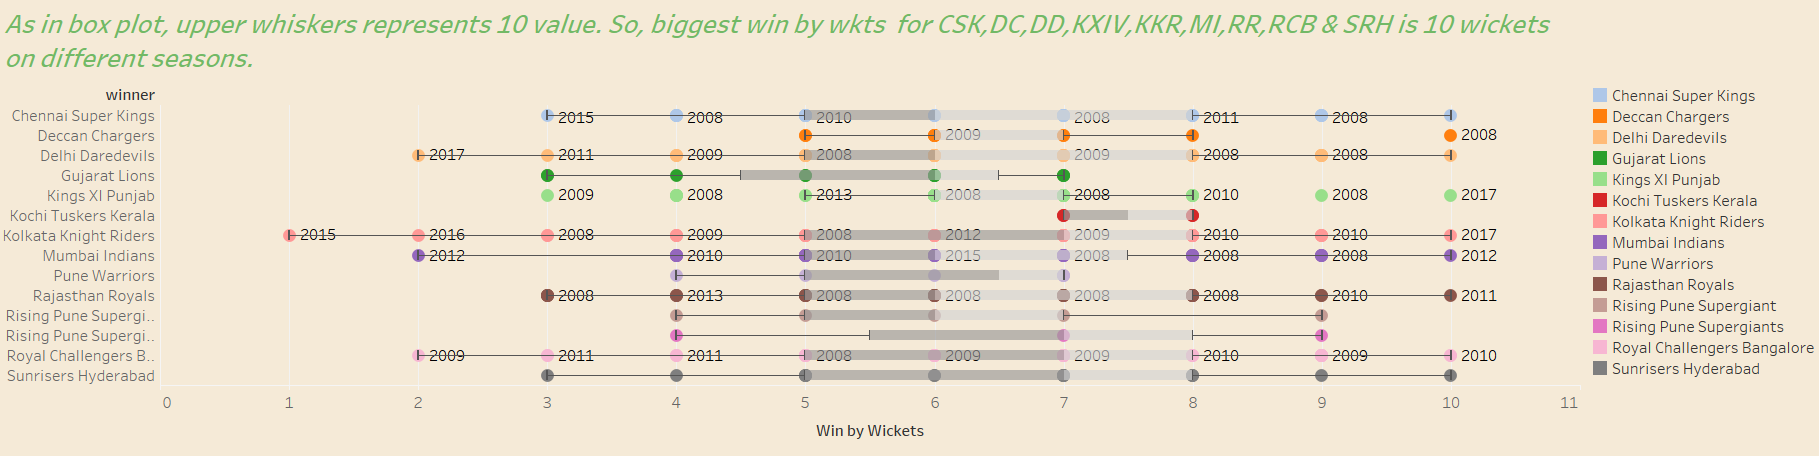 As in box plot, upper whiskers represents 10 value. So, biggest win by wkts for CSK,DC,DD,KXIV,KKR,MI,RR,RCB & SRH is 10 wickets
on different seasons.
winner
Chennai Super Kings 2015 2008 2010 2008 2011 2008
Deccan Chargers 2009 2008
Delhi Daredevils 2017 2011 2009 2008 2009 2008 2008
Gujarat Lions
Kings XI Punjab 2009 2008 2013 2008 2008 2010 2008 2017
Kochi Tuskers Kerala
Kolkata Knight Riders 2015 2016 2008 2009 2008 2012 2009 2010 2010 2017
Mumbai Indians 2012 2010 2010 2015 2008 2008 2008 2012
Pune Warriors
Rajasthan Royals 2008 2013 2008 2008 2008 2008 2010 2011
Rising Pune Supergi..
Rising Pune Supergi..
Royal Challengers B.. 2009 2011 2011 2008 2009 2009 2010 2009 2010
Sunrisers Hyderabad
0 1 2 3 4 5 6 7 8 9 10 11
Win by Wickets
Chennai Super Kings
Deccan Chargers
Delhi Daredevils
Gujarat Lions
Kings XI Punjab
Kochi Tuskers Kerala
Kolkata Knight Riders
Mumbai Indians
Pune Warriors
Rajasthan Royals
Rising Pune Supergiant
Rising Pune Supergiants
Royal Challengers Bangalore
Sunrisers Hyderabad